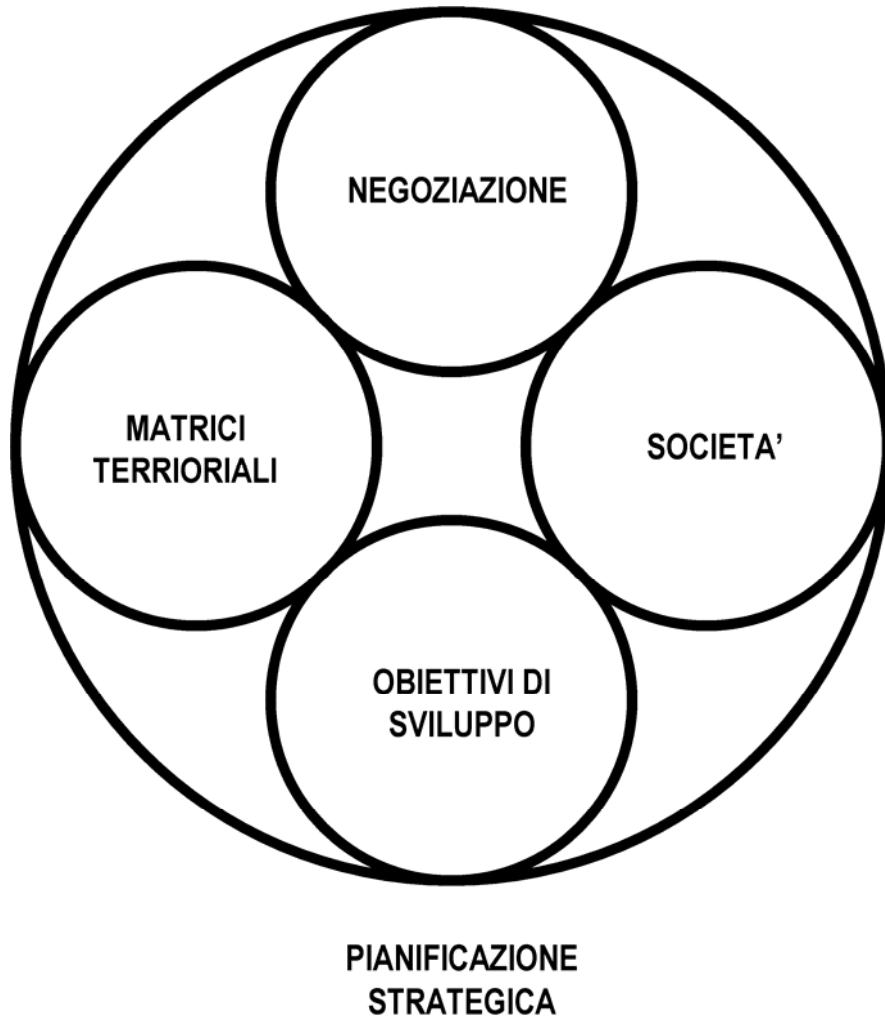 NEGOZIAZIONE
MATRICI
TERRIORIALI
SOCIETA’
OBIETTIVI DI
SVILUPPO
PIANIFICAZIONE
STRATEGICA